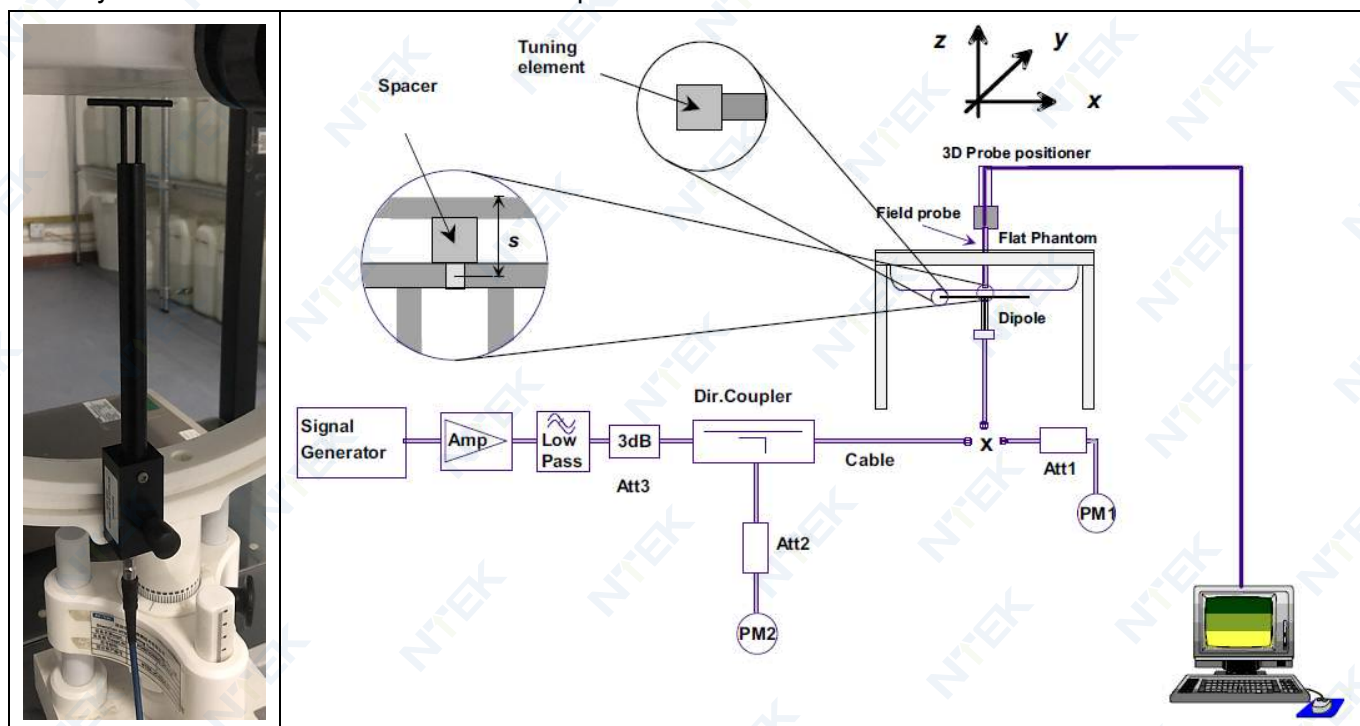 Tuning
element
Spacer
s
z
y
x
3D Probe positioner
Field probe
Flat Phantom
Dipole
Dir.Coupler
Signal
Generator
Amp
Low
Pass
3dB
Att3
Cable
X
Att1
PM1
Att2
PM2
NTEK